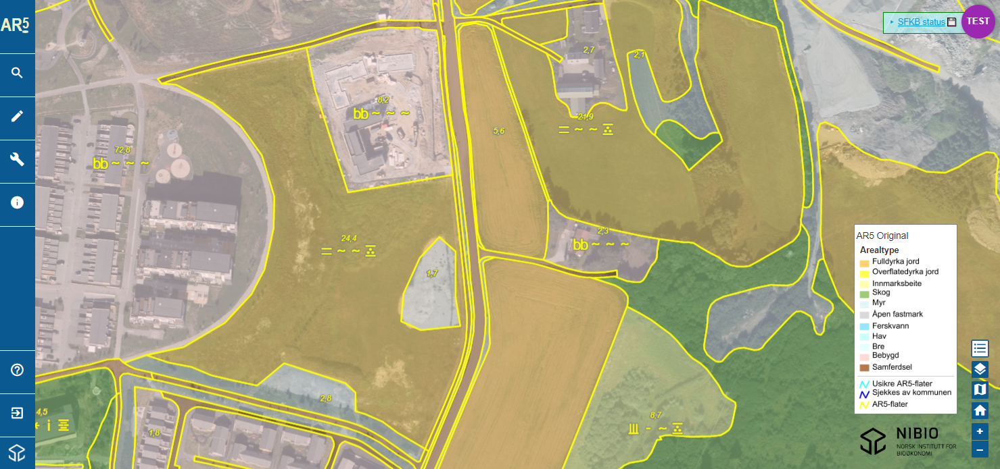 AR5
SFKB status
TEST
2,7
2,1
8,2
bb ~ ~ ~
21,9
= ~ ~
5,6
72,8
bb ~ ~ ~
2,3
bb ~ ~ ~
24,4
= ~ ~
1,7
AR5 Original
Arealtype
Fulldyrka jord
Overflatedyrka jord
Innmarksbeite
Skog
Myr
Åpen fastmark
Ferskvann
Hav
Bre
Bebygd
Samferdsel
Usikre AR5-flater
Sjekkes av kommunen
AR5-flater
2,8
4,5
* i
1,8
8,7
- ~
NIBIO
NORSK INSTITUTT FOR
BIOØKONOMI
+
−